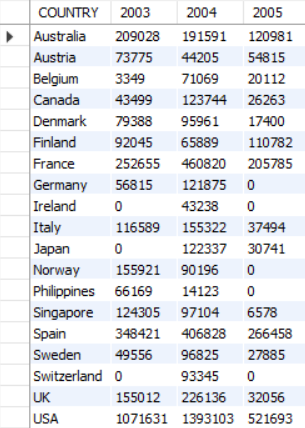 COUNTRY 2003 2004 2005
Australia 209028 191591 120981
Austria 73775 44205 54815
Belgium 3349 71069 20112
Canada 43499 123744 26263
Denmark 79388 95961 17400
Finland 92045 65889 110782
France 252655 460820 205785
Germany 56815 121875 0
Ireland 0 43238 0
Italy 116589 155322 37494
Japan 0 122337 30741
Norway 155921 90196 0
Philippines 66169 14123 0
Singapore 124305 97104 6578
Spain 348421 406828 266458
Sweden 49556 96825 27885
Switzerland 0 93345 0
UK 155012 226136 32056
USA 1071631 1393103 521693